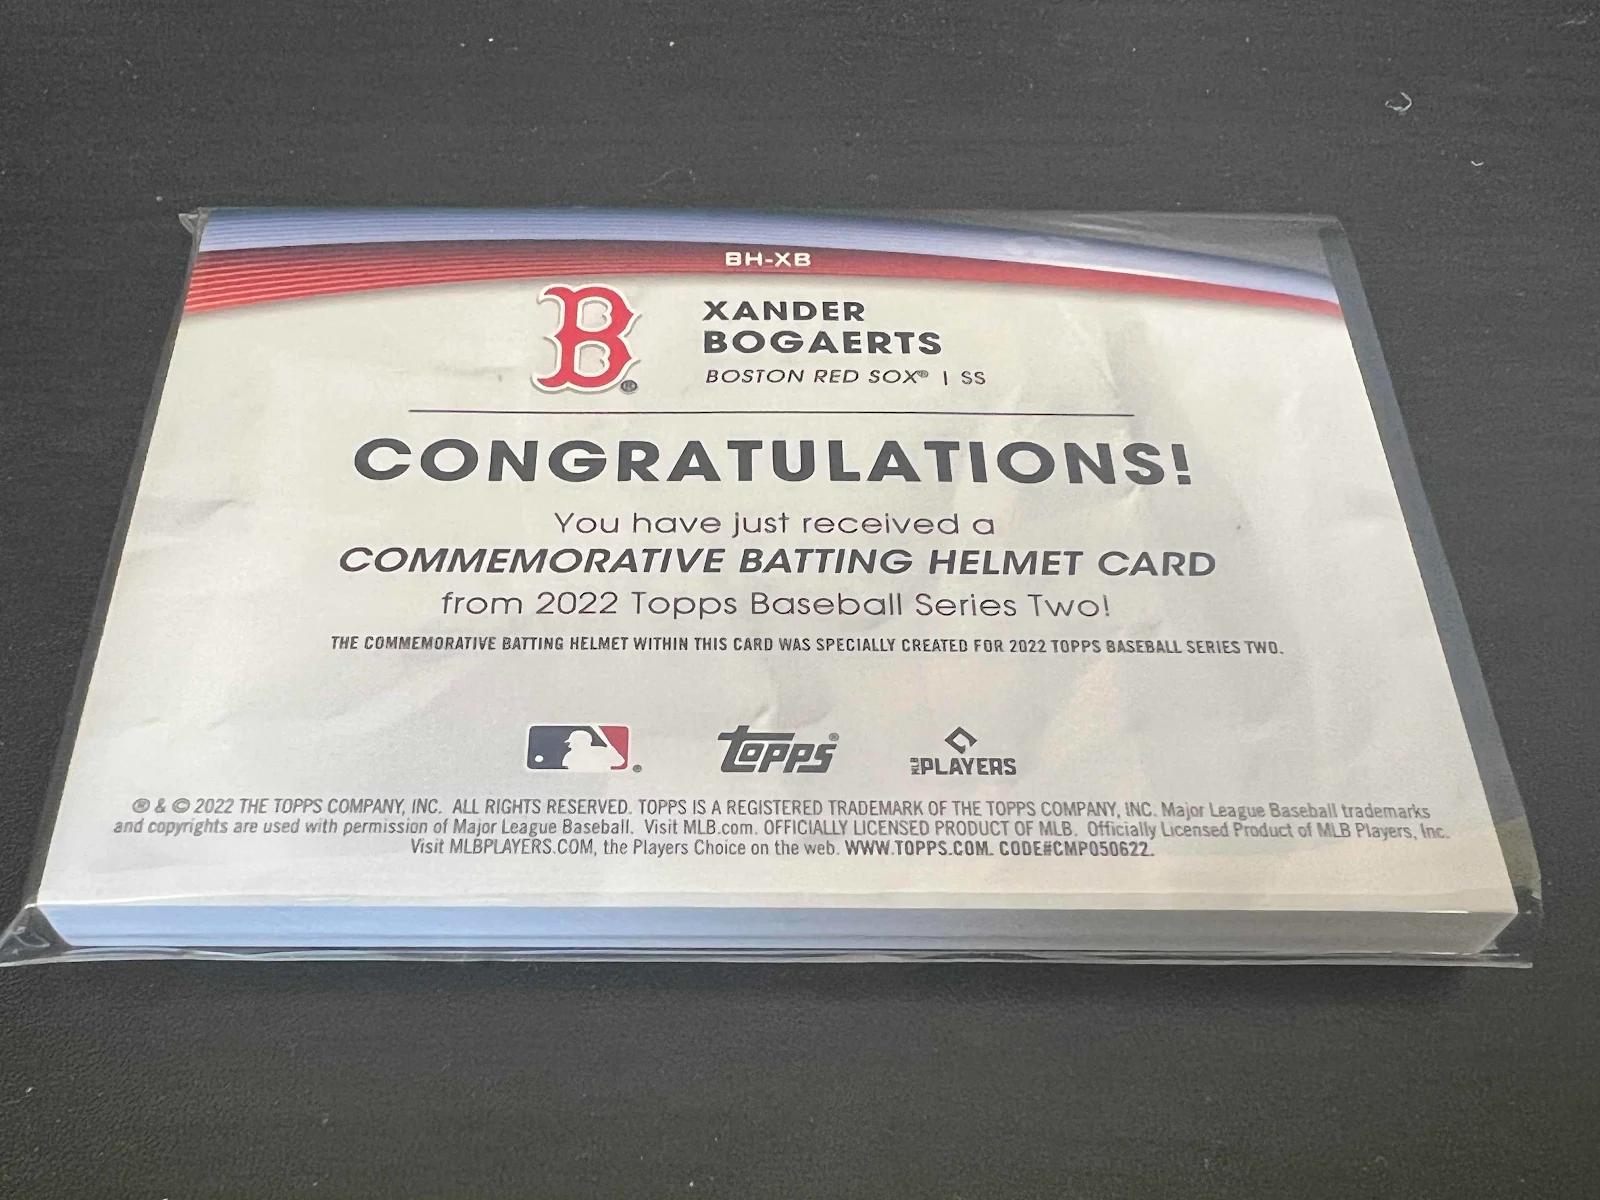 BH-XB
B
XANDER
BOGAERTS
BOSTON RED SOX® | SS
CONGRATULATIONS!
You have just received a
COMMEMORATIVE BATTING HELMET CARD
from 2022 Topps Baseball Series Two!
THE COMMEMORATIVE BATTING HELMET WITHIN THIS CARD WAS SPECIALLY CREATED FOR 2022 TOPPS BASEBALL SERIES TWO.
topps®
MLB PLAYERS
® & © 2022 THE TOPPS COMPANY, INC. ALL RIGHTS RESERVED. TOPPS IS A REGISTERED TRADEMARK OF THE TOPPS COMPANY, INC. Major League Baseball trademarks
and copyrights are used with permission of Major League Baseball. Visit MLB.com. OFFICIALLY LICENSED PRODUCT OF MLB. Officially Licensed Product of MLB Players, Inc.
Visit MLBPLAYERS.COM, the Players Choice on the web. WWW.TOPPS.COM. CODE#CMP050622.